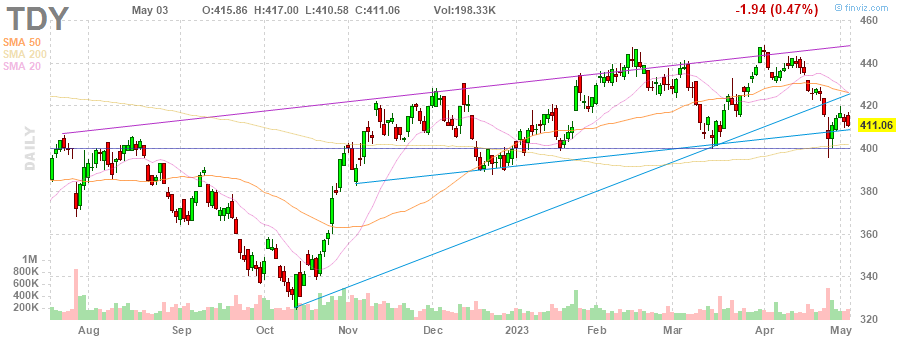 TDY
May 03 O:415.86 H:417.00 L:410.58 C:411.06 Vol:198.33K
-1.94 (0.47%)
© finviz.com
SMA 50
SMA 200
SMA 20
DAILY
460
440
420
411.06
400
380
360
340
320
1M
800K
600K
400K
200K
Aug Sep Oct Nov Dec 2023 Feb Mar Apr May